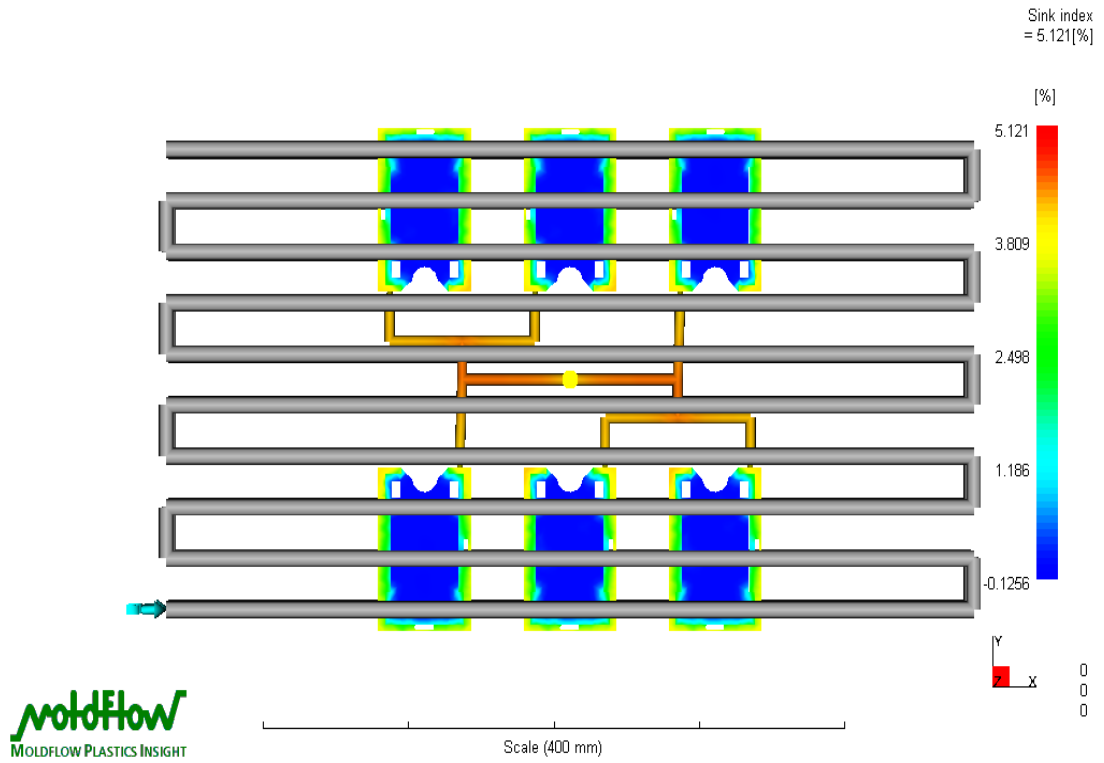 Sink index
= 5.121[%]
[%]
5.121
3.809
2.498
1.186
-0.1256
Y
Z X
0
0
0
moldflow
MOLDFLOW PLASTICS INSIGHT
Scale (400 mm)